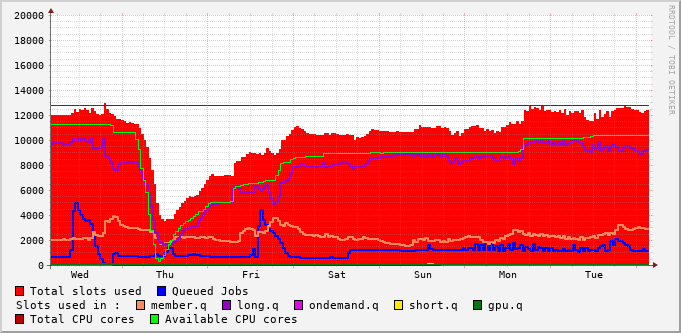 20000
18000
16000
14000
12000
10000
8000
6000
4000
2000
0
Wed Thu Fri Sat Sun Mon Tue
RRDTOOL / TOBI OETIKER
Total slots used Queued Jobs
Slots used in : member.q long.q ondemand.q short.q gpu.q
Total CPU cores Available CPU cores